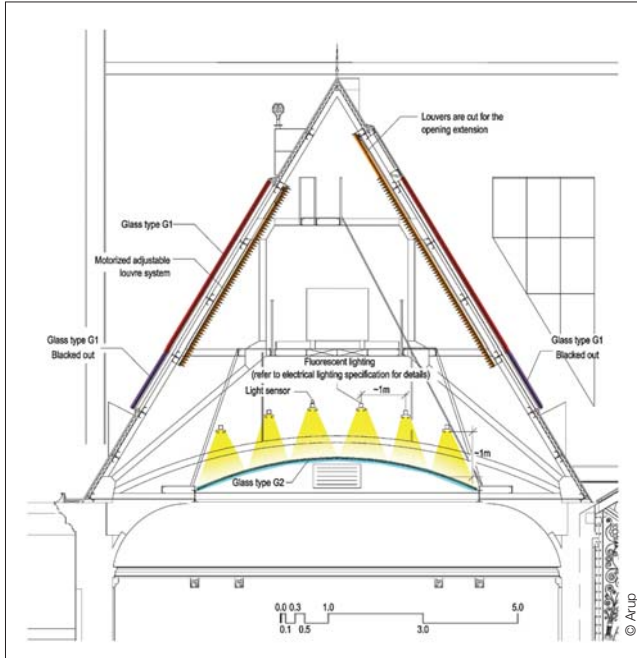 Louvers are cut for the
opening extension
Glass type G1
Motorized adjustable
louvre system
Glass type G1
Blacked out
Glass type G1
Blacked out
Fluorescent lighting
(refer to electrical lighting specification for details)
Light sensor
~1m
~1m
Glass type G2
0.0 0.3 1.0 5.0
0.1 0.5 3.0
© Arup